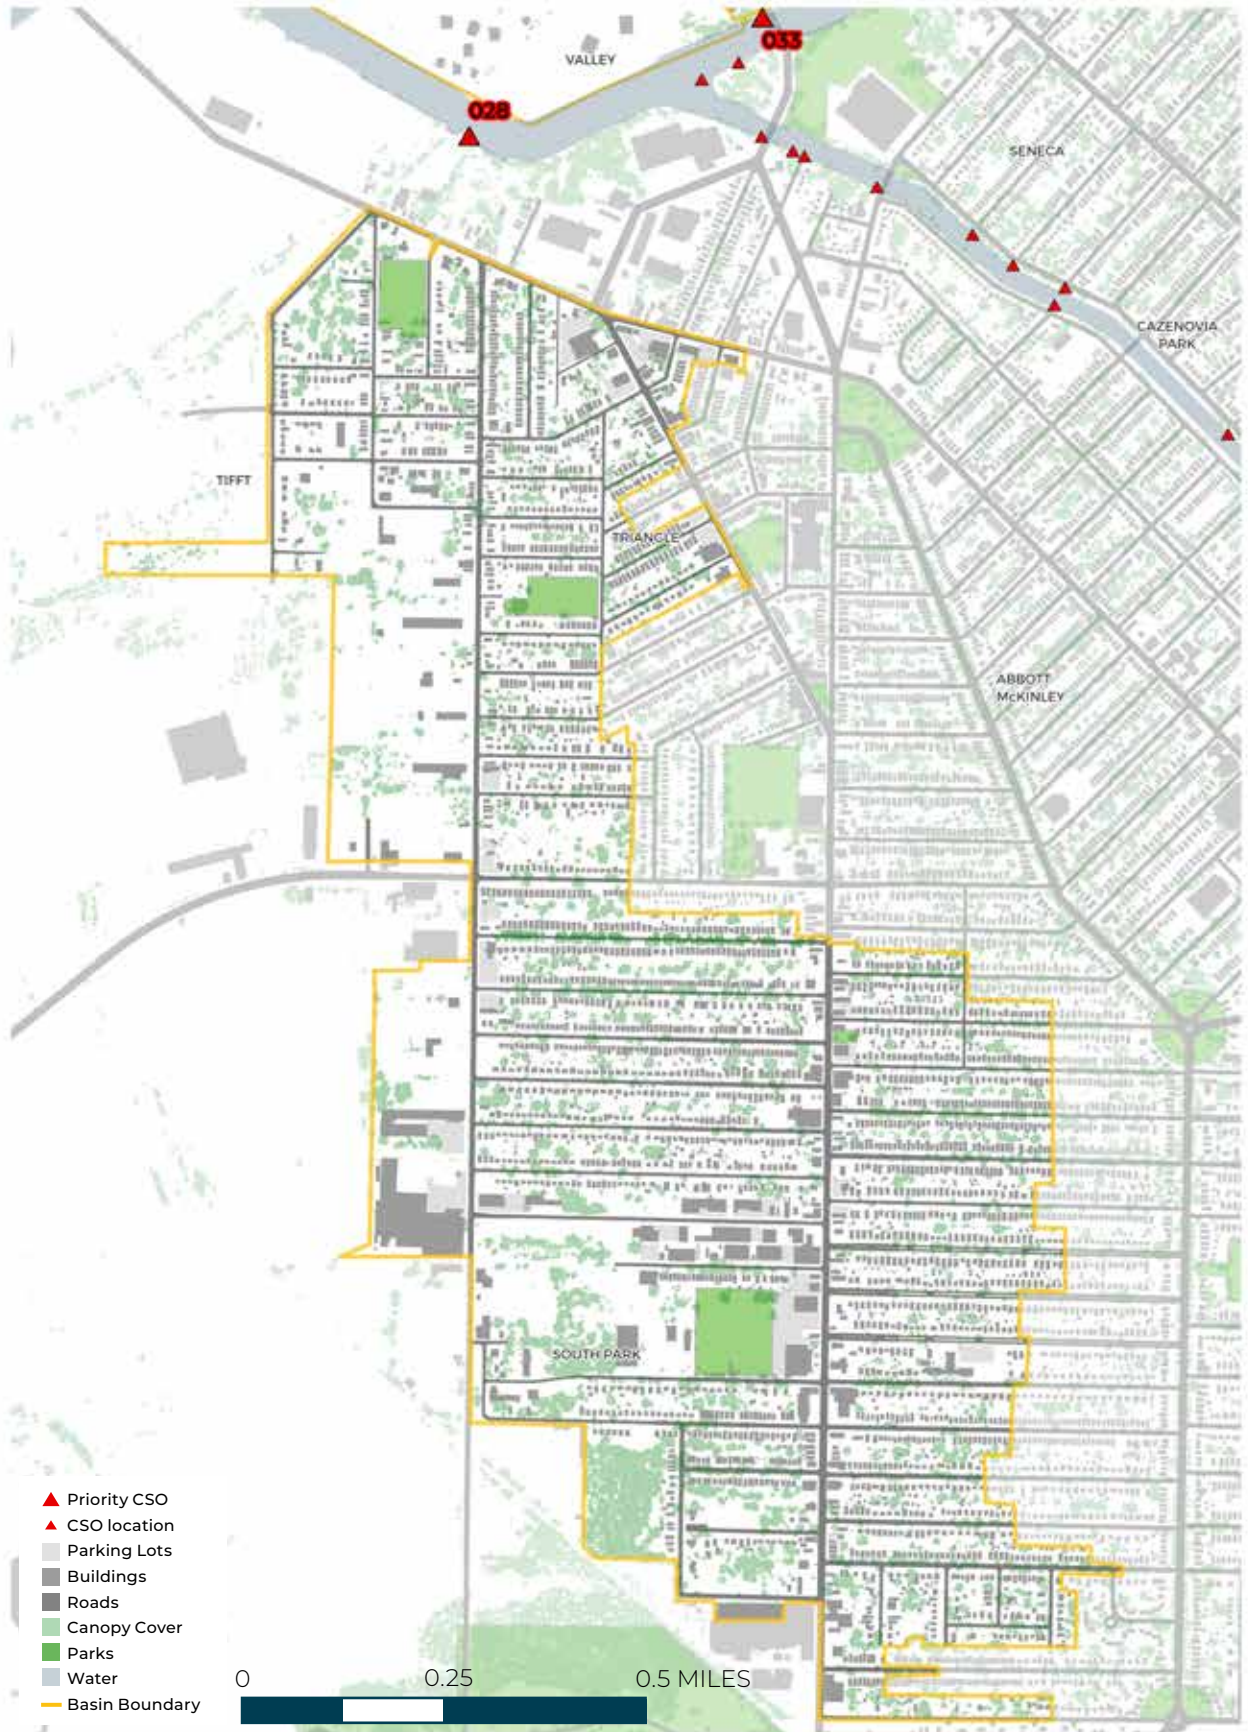 033
VALLEY
028
SENECA
CAZENOVIA
PARK
TIFFT
TRIANGLE
ABBOTT
McKINLEY
SOUTH PARK
Priority CSO
CSO location
Parking Lots
Buildings
Roads
Canopy Cover
Parks
Water
Basin Boundary
0 0.25 0.5 MILES